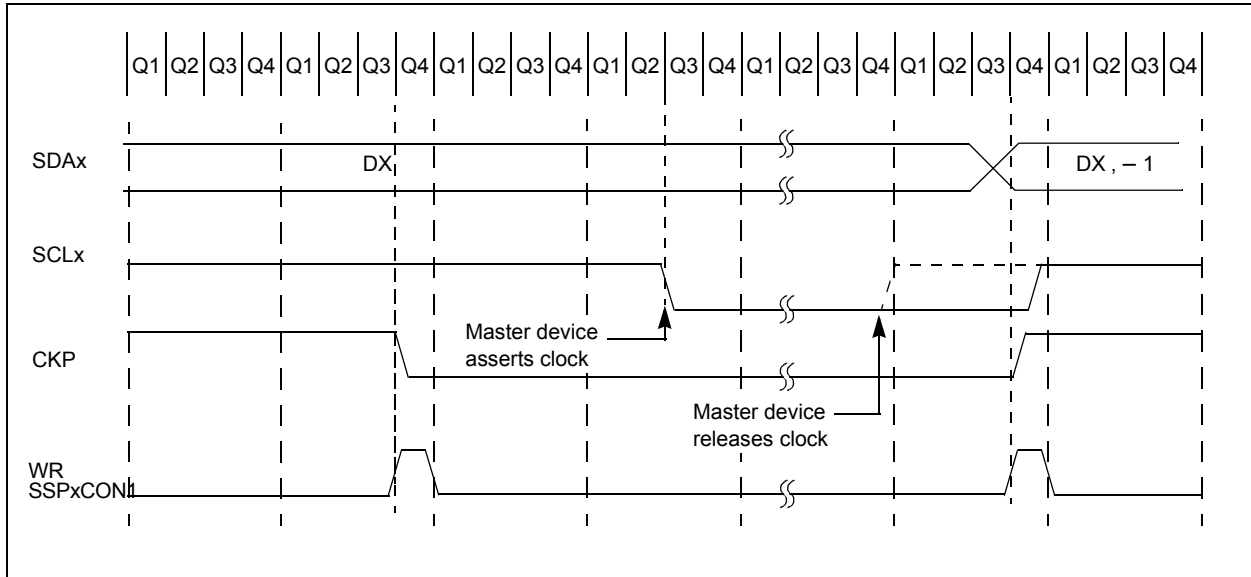 Q1 Q2 Q3 Q4 Q1 Q2 Q3 Q4 Q1 Q2 Q3 Q4 Q1 Q2 Q3 Q4 Q1 Q2 Q3 Q4 Q1 Q2 Q3 Q4 Q1 Q2 Q3 Q4
SDAx
DX
DX , – 1
SCLx
Master device
asserts clock
CKP
Master device
releases clock
WR
SSPxCON1